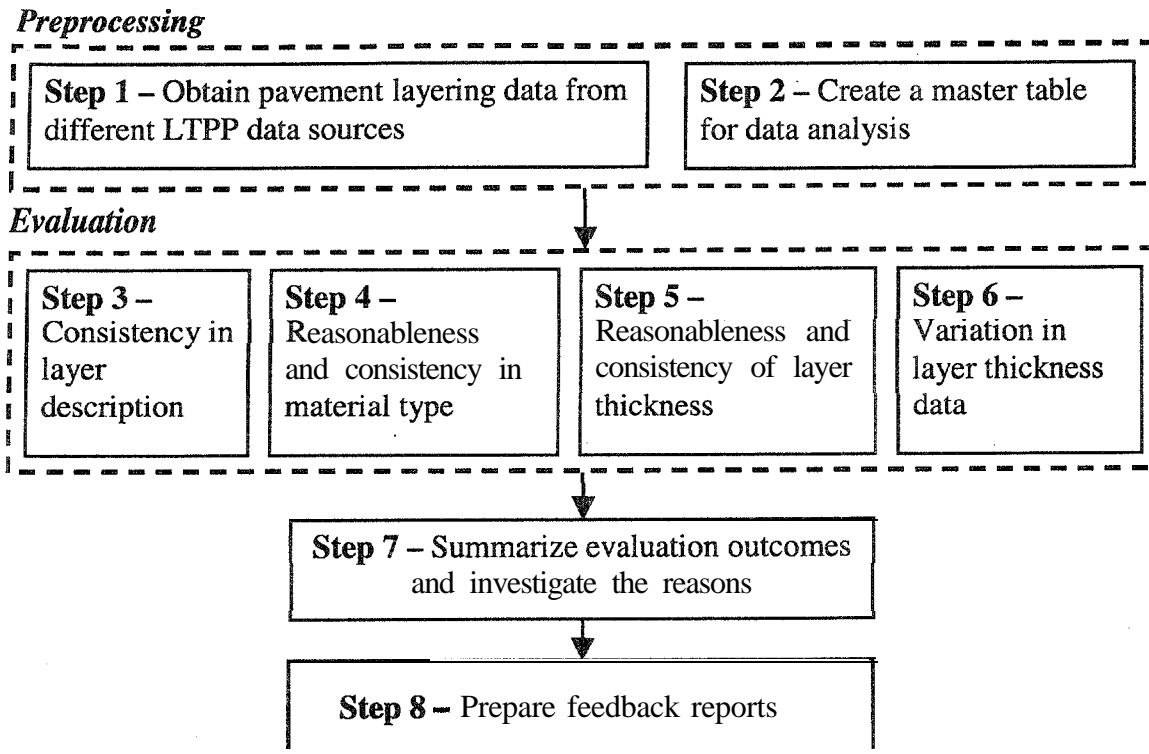 Preprocessing
Step 1 – Obtain pavement layering data from
different LTPP data sources
Step 2 – Create a master table
for data analysis
Evaluation
Step 3 –
Consistency in
layer
description
Step 4 –
Reasonableness
and consistency in
material type
Step 5 –
Reasonableness and
consistency of layer
thickness
Step 6 –
Variation in
layer thickness
data
Step 7 – Summarize evaluation outcomes
and investigate the reasons
Step 8 – Prepare feedback reports